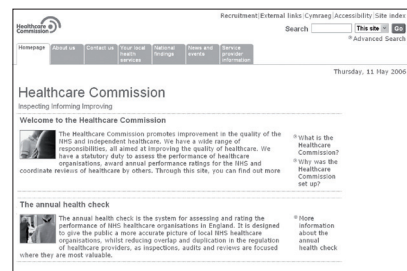 Recruitment|External links|Cymraeg|Accessibility|Site index
Healthcare Commission
Search This site Go
Advanced Search
Homepage About us Contact us Your local health services National findings News and events Service provider information
Thursday, 11 May 2006
Healthcare Commission
Inspecting Informing Improving
Welcome to the Healthcare Commission
The Healthcare Commission promotes improvement in the quality of the
NHS and independent healthcare. We have a wide range of
responsibilities, all aimed at improving the quality of healthcare. We
have a statutory duty to assess the performance of healthcare
organisations, award annual performance ratings for the NHS and
coordinate reviews of healthcare by others. Through this site, you can find out more
What is the
Healthcare
Commission?
Why was the
Healthcare
Commission
set up?
The annual health check
The annual health check is the system for assessing and rating the
performance of NHS healthcare organisations in England. It is designed
to give the public a more accurate picture of local NHS healthcare
organisations, whilst reducing overlap and duplication in the regulation
of healthcare providers, as inspections, audits and reviews are focused
where they are most valuable.
More
information
about the
annual
health check